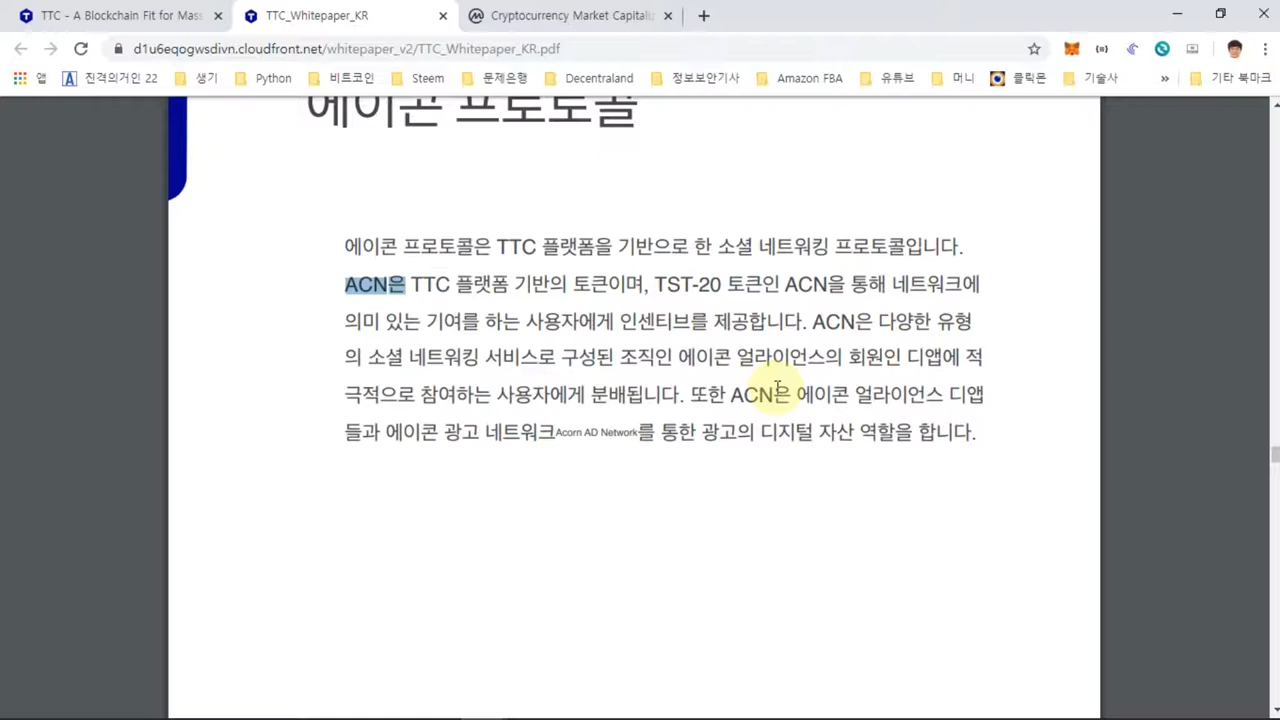 TTC - A Blockchain Fit for Mass
TTC_Whitepaper_KR
Cryptocurrency Market Capitaliz
d1u6eqogwsdivn.cloudfront.net/whitepaper_v2/TTC_Whitepaper_KR.pdf
앱 진격의거인 22 생기 Python 비트코인 Steem 문제은행 Decentraland 정보보안기사 Amazon FBA 유튜브 머니 클릭몬 기술사 » 기타 북마크
에이콘 프로토콜
에이콘 프로토콜은 TTC 플랫폼을 기반으로 한 소셜 네트워킹 프로토콜입니다.
ACN은 TTC 플랫폼 기반의 토큰이며, TST-20 토큰인 ACN을 통해 네트워크에
의미 있는 기여를 하는 사용자에게 인센티브를 제공합니다. ACN은 다양한 유형
의 소셜 네트워킹 서비스로 구성된 조직인 에이콘 얼라이언스의 회원인 디앱에 적
극적으로 참여하는 사용자에게 분배됩니다. 또한 ACN은 에이콘 얼라이언스 디앱
들과 에이콘 광고 네트워크Acorn AD Network를 통한 광고의 디지털 자산 역할을 합니다.